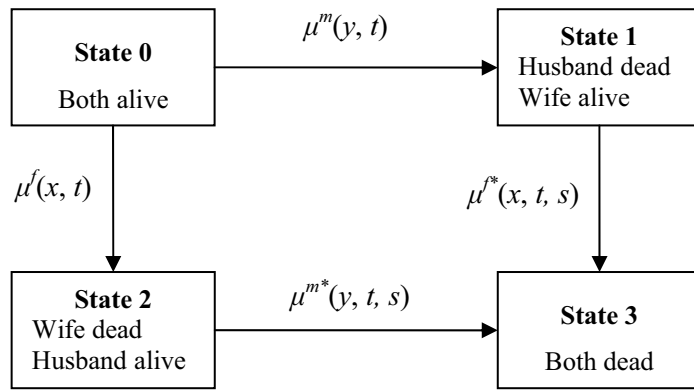 State 0
Both alive
μ^m(y, t)
State 1
Husband dead
Wife alive
μ^f(x, t)
μ^f*(x, t, s)
State 2
Wife dead
Husband alive
μ^m*(y, t, s)
State 3
Both dead